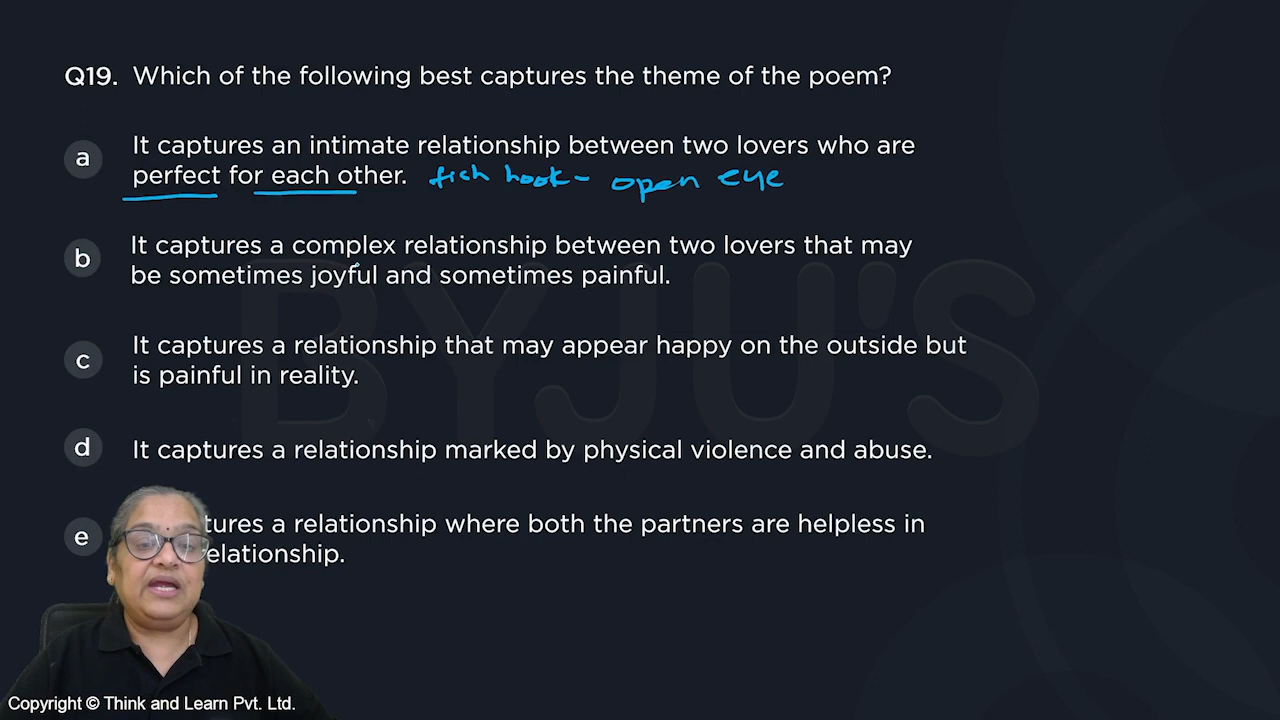 Q19. Which of the following best captures the theme of the poem?
a It captures an intimate relationship between two lovers who are
perfect for each other. fish hook - open eye
b It captures a complex relationship between two lovers that may
be sometimes joyful and sometimes painful.
c It captures a relationship that may appear happy on the outside but
is painful in reality.
d It captures a relationship marked by physical violence and abuse.
e tures a relationship where both the partners are helpless in
elationship.
BYJU'S
Copyright © Think and Learn Pvt. Ltd.